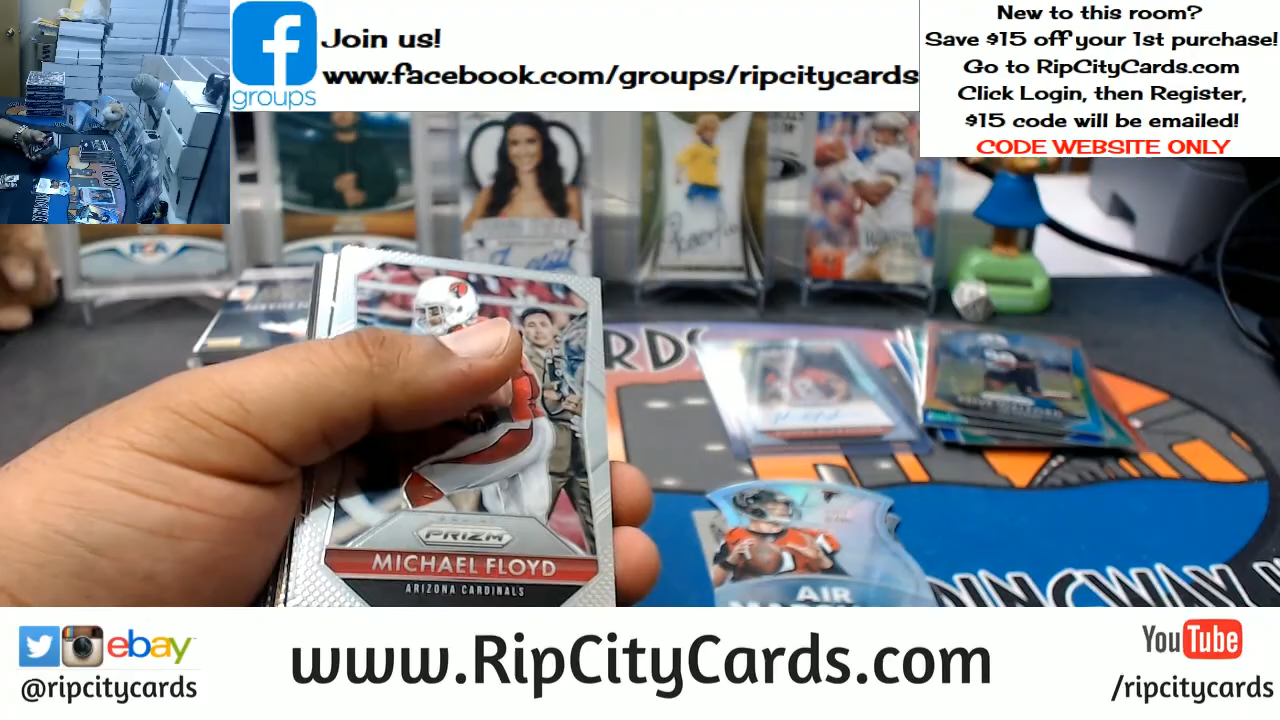 Join us!
www.facebook.com/groups/ripcitycards
groups
New to this room?
Save $15 off your 1st purchase!
Go to RipCityCards.com
Click Login, then Register,
$15 code will be emailed!
CODE WEBSITE ONLY
RDS
PRIZM
MICHAEL FLOYD
ARIZONA CARDINALS
AIR
ebay
@ripcitycards
www.RipCityCards.com
YouTube
/ripcitycards